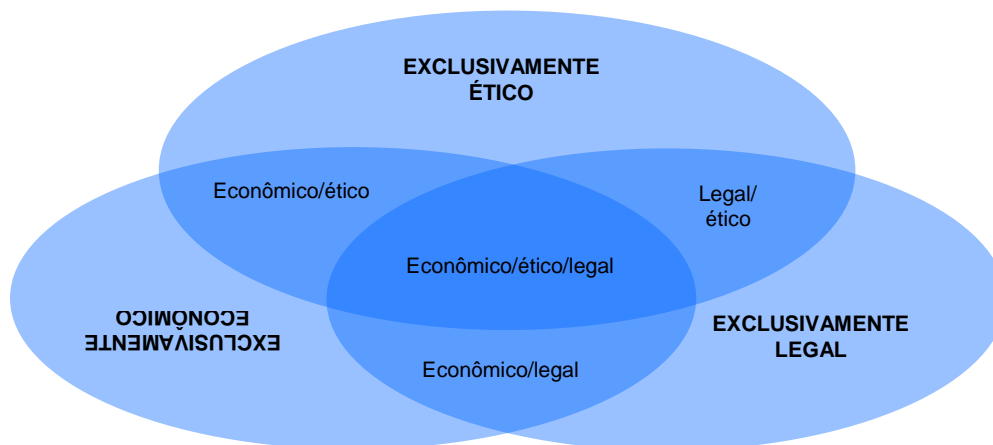 EXCLUSIVAMENTE
ÉTICO
Econômico/ético
Legal/
ético
Econômico/ético/legal
EXCLUSIVAMENTE
ECONÔMICO
EXCLUSIVAMENTE
LEGAL
Econômico/legal